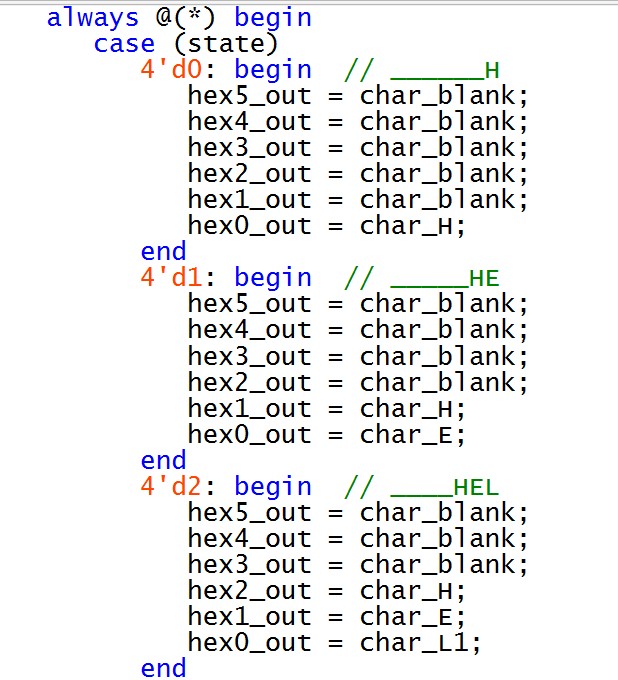 always @(*) begin
   case (state)
      4'd0: begin  // ______H
         hex5_out = char_blank;
         hex4_out = char_blank;
         hex3_out = char_blank;
         hex2_out = char_blank;
         hex1_out = char_blank;
         hex0_out = char_H;
      end
      4'd1: begin  // _____HE
         hex5_out = char_blank;
         hex4_out = char_blank;
         hex3_out = char_blank;
         hex2_out = char_blank;
         hex1_out = char_H;
         hex0_out = char_E;
      end
      4'd2: begin  // ____HEL
         hex5_out = char_blank;
         hex4_out = char_blank;
         hex3_out = char_blank;
         hex2_out = char_H;
         hex1_out = char_E;
         hex0_out = char_L1;
      end